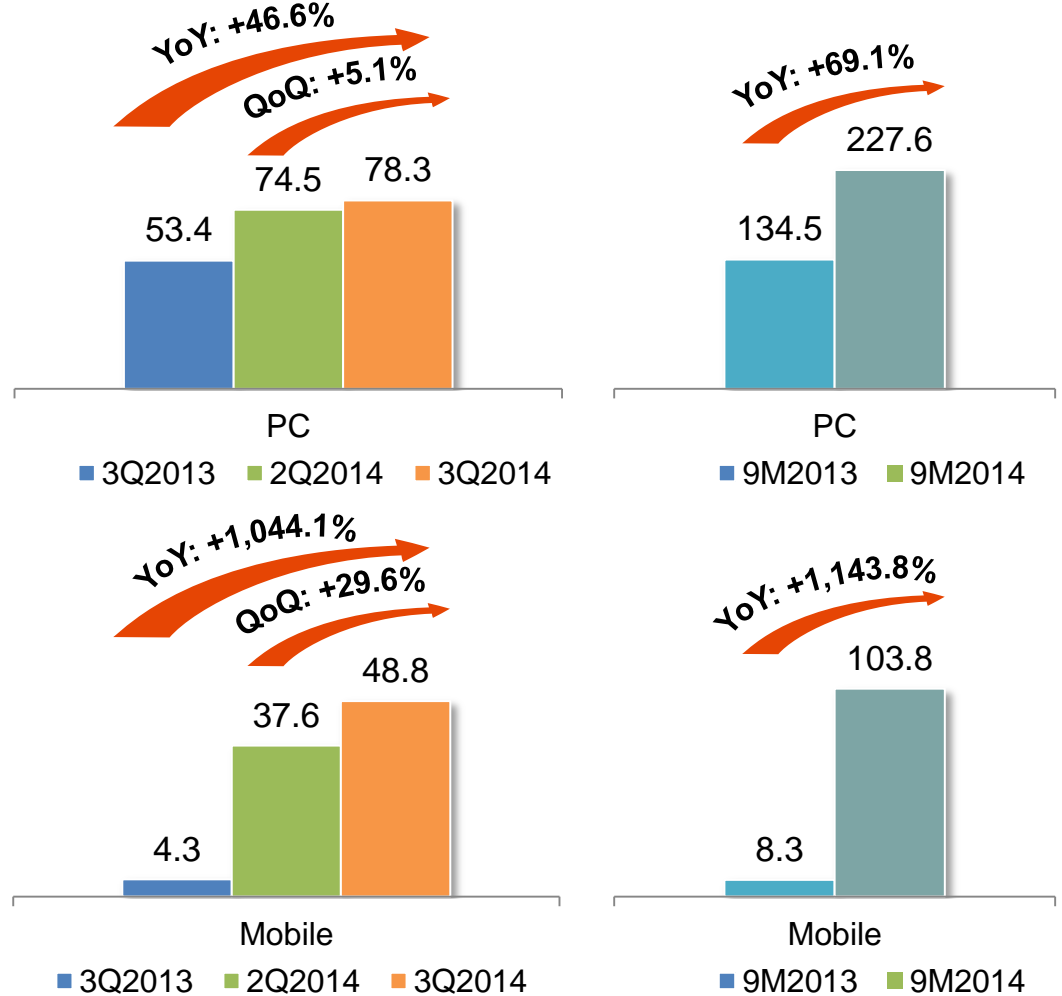 YoY: +46.6%
QoQ: +5.1%
53.4
74.5
78.3
PC
3Q2013 2Q2014 3Q2014
YoY: +69.1%
134.5
227.6
PC
9M2013 9M2014
YoY: +1,044.1%
QoQ: +29.6%
4.3
37.6
48.8
Mobile
3Q2013 2Q2014 3Q2014
YoY: +1,143.8%
8.3
103.8
Mobile
9M2013 9M2014